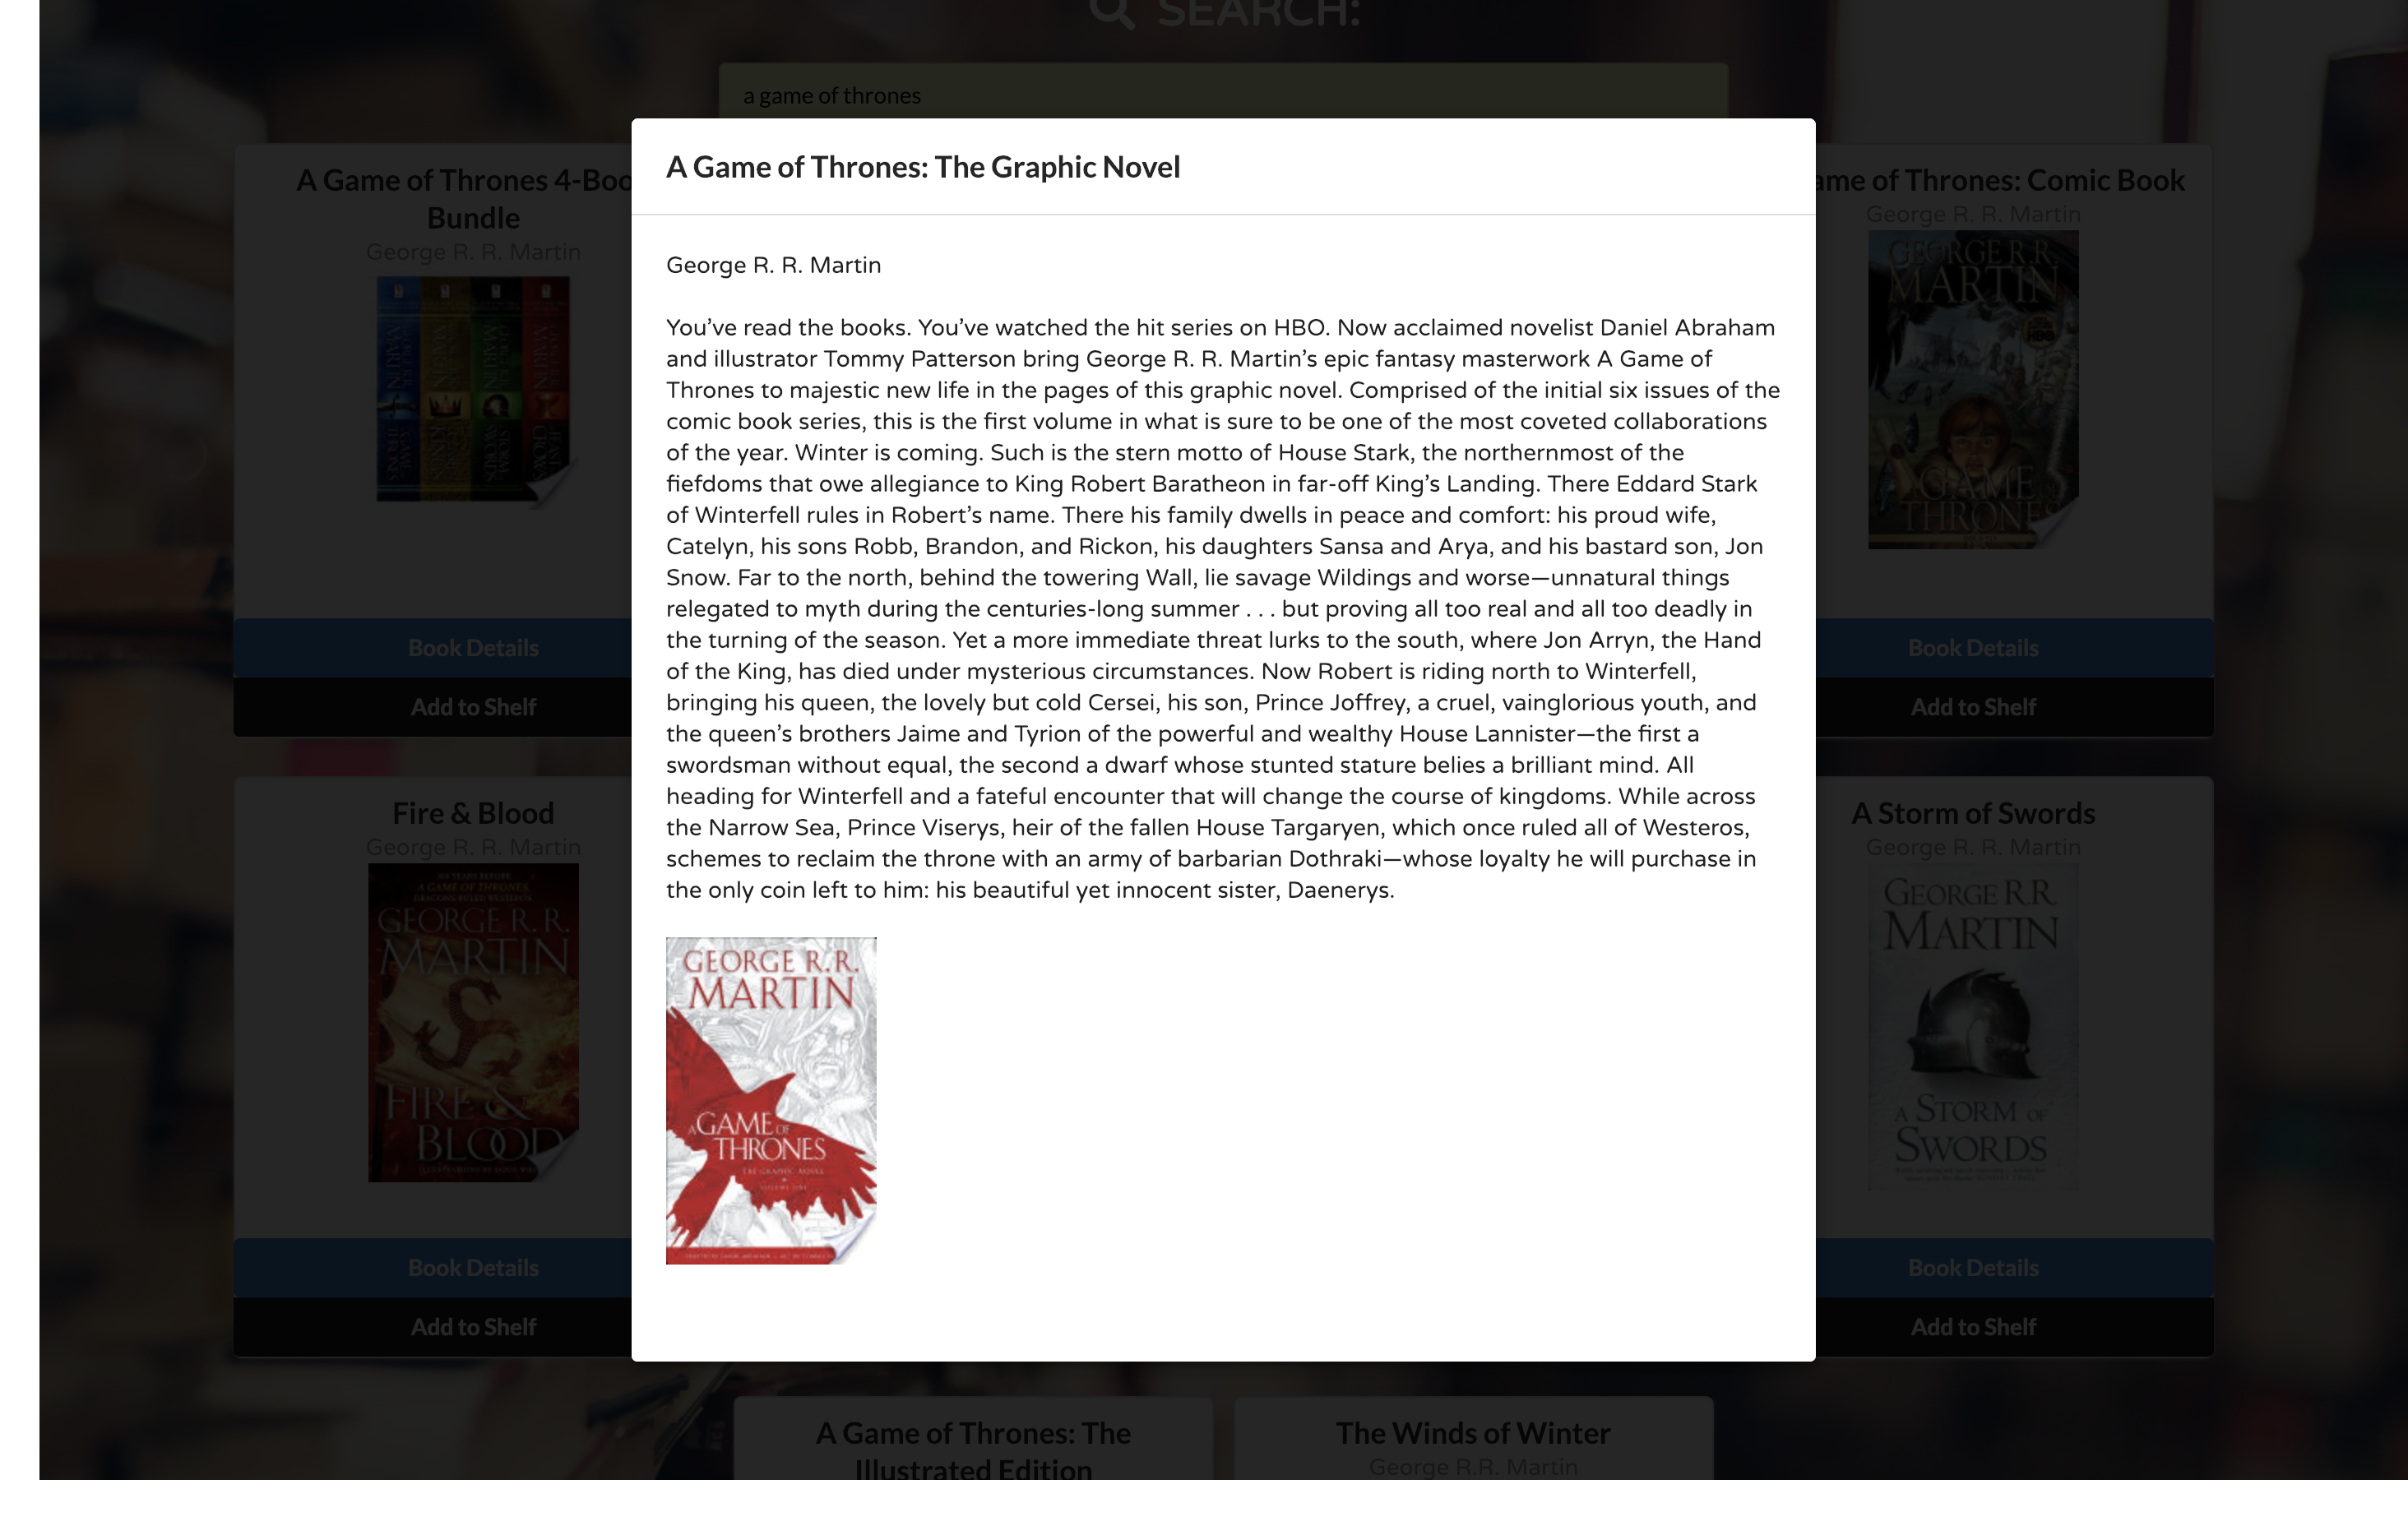 SEARCH:
a game of thrones
A Game of Thrones: The Graphic Novel
George R. R. Martin
You’ve read the books. You’ve watched the hit series on HBO. Now acclaimed novelist Daniel Abraham
and illustrator Tommy Patterson bring George R. R. Martin’s epic fantasy masterwork A Game of
Thrones to majestic new life in the pages of this graphic novel. Comprised of the initial six issues of the
comic book series, this is the first volume in what is sure to be one of the most coveted collaborations
of the year. Winter is coming. Such is the stern motto of House Stark, the northernmost of the
fiefdoms that owe allegiance to King Robert Baratheon in far-off King’s Landing. There Eddard Stark
of Winterfell rules in Robert’s name. There his family dwells in peace and comfort: his proud wife,
Catelyn, his sons Robb, Brandon, and Rickon, his daughters Sansa and Arya, and his bastard son, Jon
Snow. Far to the north, behind the towering Wall, lie savage Wildings and worse—unnatural things
relegated to myth during the centuries-long summer . . . but proving all too real and all too deadly in
the turning of the season. Yet a more immediate threat lurks to the south, where Jon Arryn, the Hand
of the King, has died under mysterious circumstances. Now Robert is riding north to Winterfell,
bringing his queen, the lovely but cold Cersei, his son, Prince Joffrey, a cruel, vainglorious youth, and
the queen’s brothers Jaime and Tyrion of the powerful and wealthy House Lannister—the first a
swordsman without equal, the second a dwarf whose stunted stature belies a brilliant mind. All
heading for Winterfell and a fateful encounter that will change the course of kingdoms. While across
the Narrow Sea, Prince Viserys, heir of the fallen House Targaryen, which once ruled all of Westeros,
schemes to reclaim the throne with an army of barbarian Dothraki—whose loyalty he will purchase in
the only coin left to him: his beautiful yet innocent sister, Daenerys.
GEORGE R.R.
MARTIN
A GAME OF
THRONES
THE GRAPHIC NOVEL
VOLUME ONE
A Game of Thrones 4-Boo
Bundle
George R. R. Martin
Book Details
Add to Shelf
ame of Thrones: Comic Book
George R. R. Martin
GEORGE R.R.
MARTIN
GAME OF
THRONES
Book Details
Add to Shelf
Fire & Blood
George R. R. Martin
A GAME OF THRONES
GEORGE R. R.
MARTIN
FIRE &
BLOOD
Book Details
Add to Shelf
A Storm of Swords
George R. R. Martin
GEORGE R.R.
MARTIN
A STORM OF
SWORDS
Book Details
Add to Shelf
A Game of Thrones: The
Illustrated Edition
The Winds of Winter
George R.R. Martin